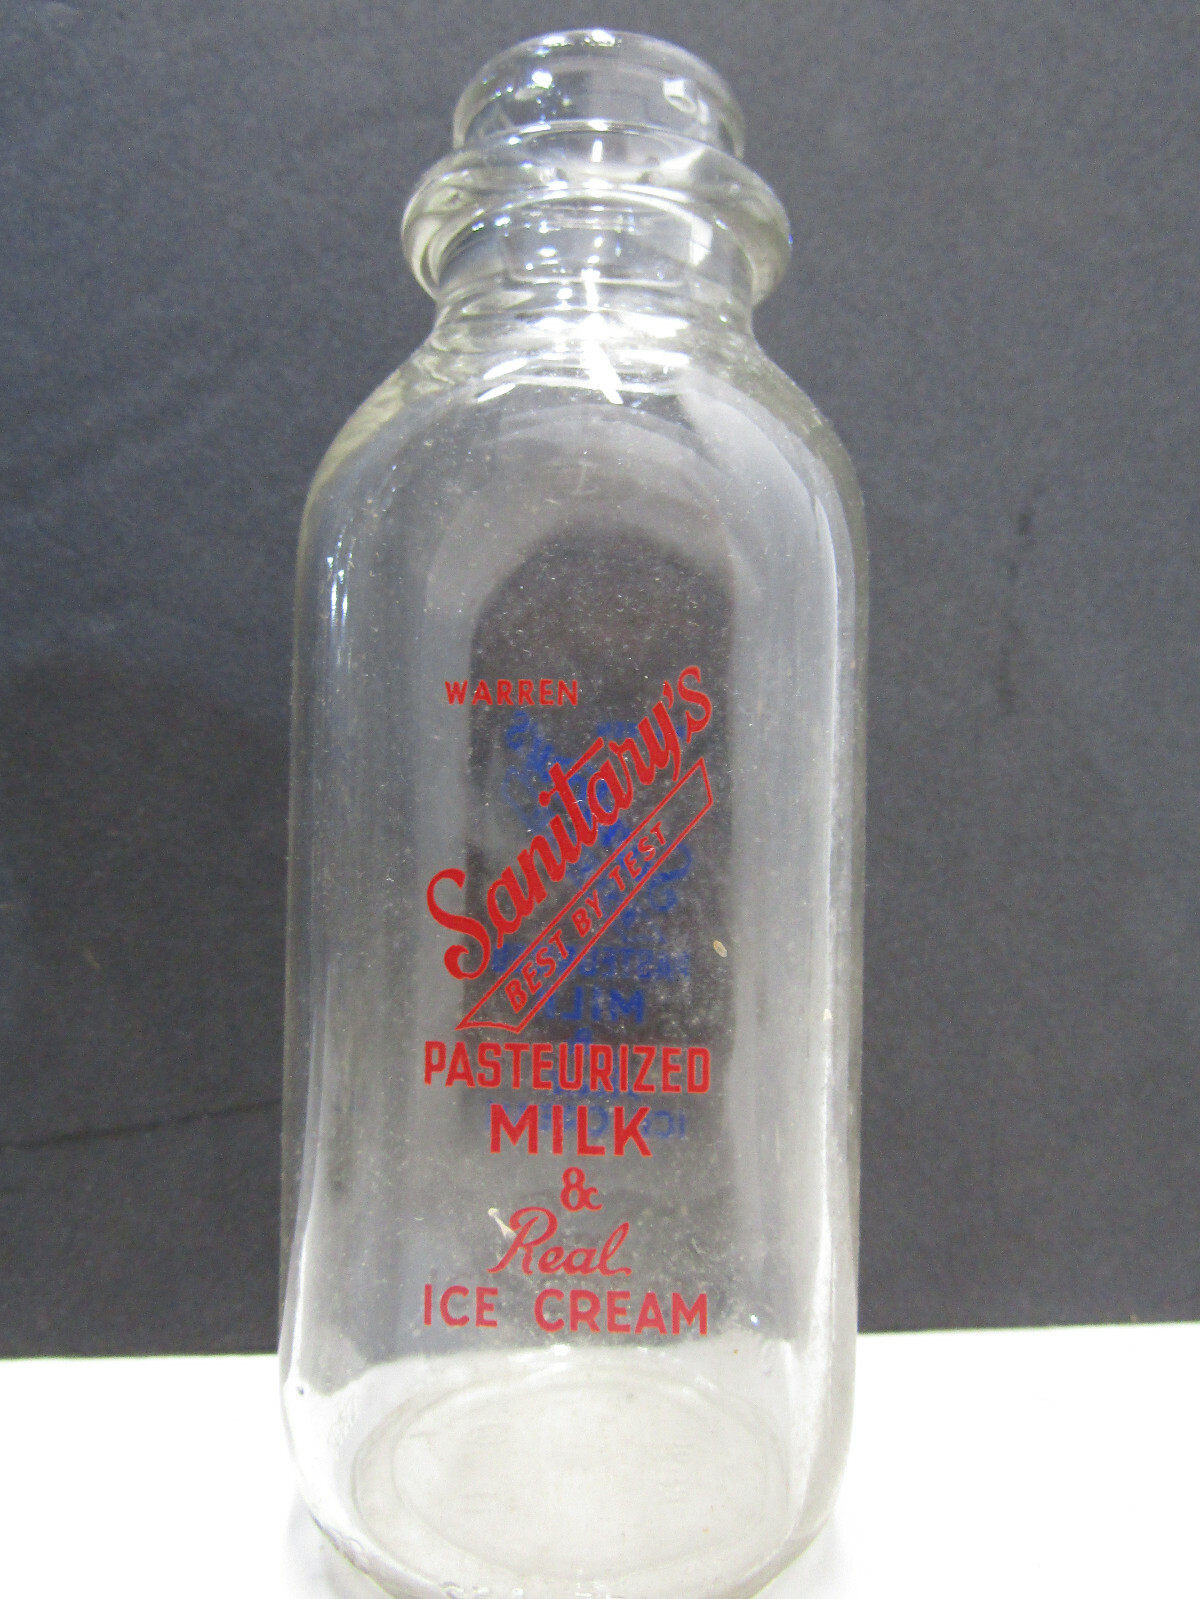 WARREN
Sanitary's
BEST BY TEST
PASTEURIZED
MILK
&
Real
ICE CREAM